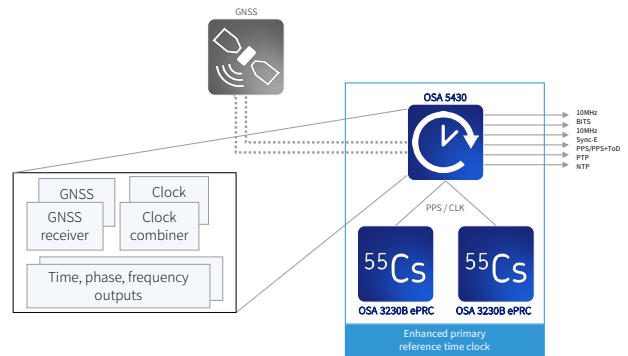 GNSS
OSA 5430
10MHz
BITS
10MHz
Sync-E
PPS/PPS+ToD
PTP
NTP
GNSS
Clock
GNSS
receiver
Clock
combiner
Time, phase, frequency
outputs
PPS / CLK
55Cs
55Cs
OSA 3230B ePRC
OSA 3230B ePRC
Enhanced primary
reference time clock